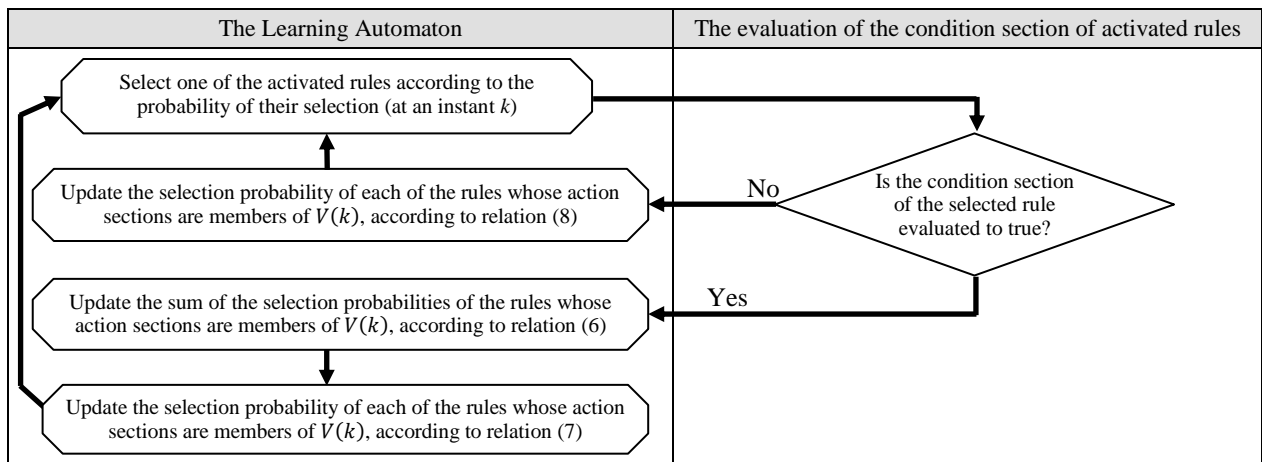 The Learning Automaton
The evaluation of the condition section of activated rules
Select one of the activated rules according to the
probability of their selection (at an instant k)
Update the selection probability of each of the rules whose action
sections are members of V(k), according to relation (8)
No
Is the condition section
of the selected rule
evaluated to true?
Update the sum of the selection probabilities of the rules whose
action sections are members of V(k), according to relation (6)
Yes
Update the selection probability of each of the rules whose action
sections are members of V(k), according to relation (7)